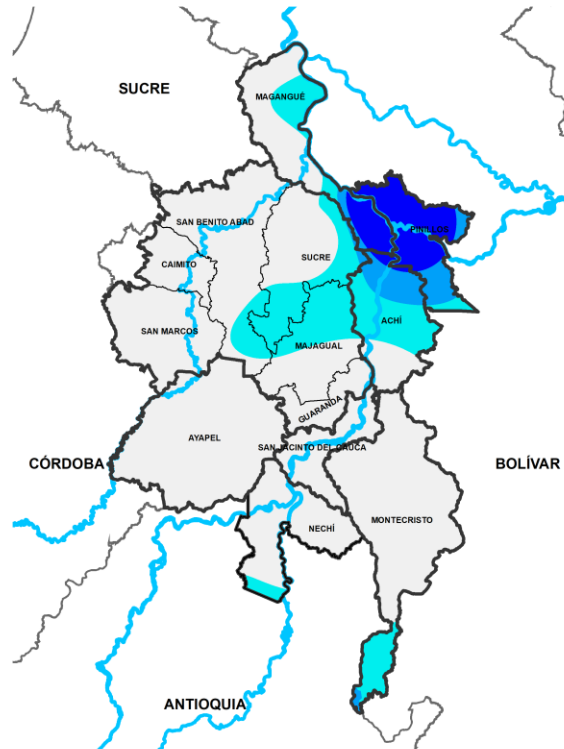 SUCRE
MAGANGUÉ
SAN BENITO ABAD
PINILLOS
CAIMITO
SUCRE
ACHÍ
SAN MARCOS
MAJAGUAL
GUARANDA
AYAPEL
SAN JACINTO DEL CAUCA
CÓRDOBA
BOLÍVAR
MONTECRISTO
NECHÍ
ANTIOQUIA